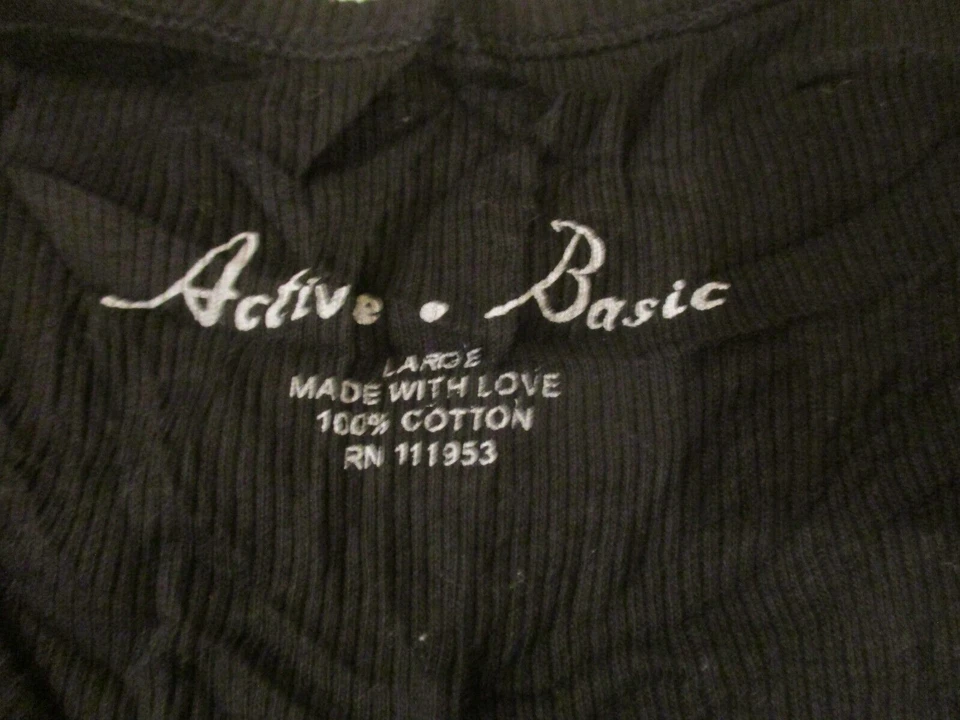 Active • Basic
LARGE
MADE WITH LOVE
100% COTTON
RN 111953